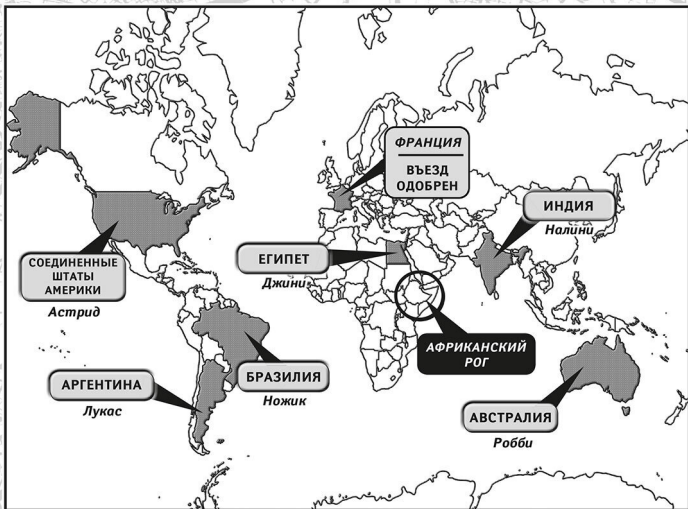 ФРАНЦИЯ
ВЪЕЗД
ОДОБРЕН
ИНДИЯ
Налини
ЕГИПЕТ
Джини
СОЕДИНЕННЫЕ
ШТАТЫ
АМЕРИКИ
Астрид
АФРИКАНСКИЙ
РОГ
БРАЗИЛИЯ
Ножик
АРГЕНТИНА
Лукас
АВСТРАЛИЯ
Робби